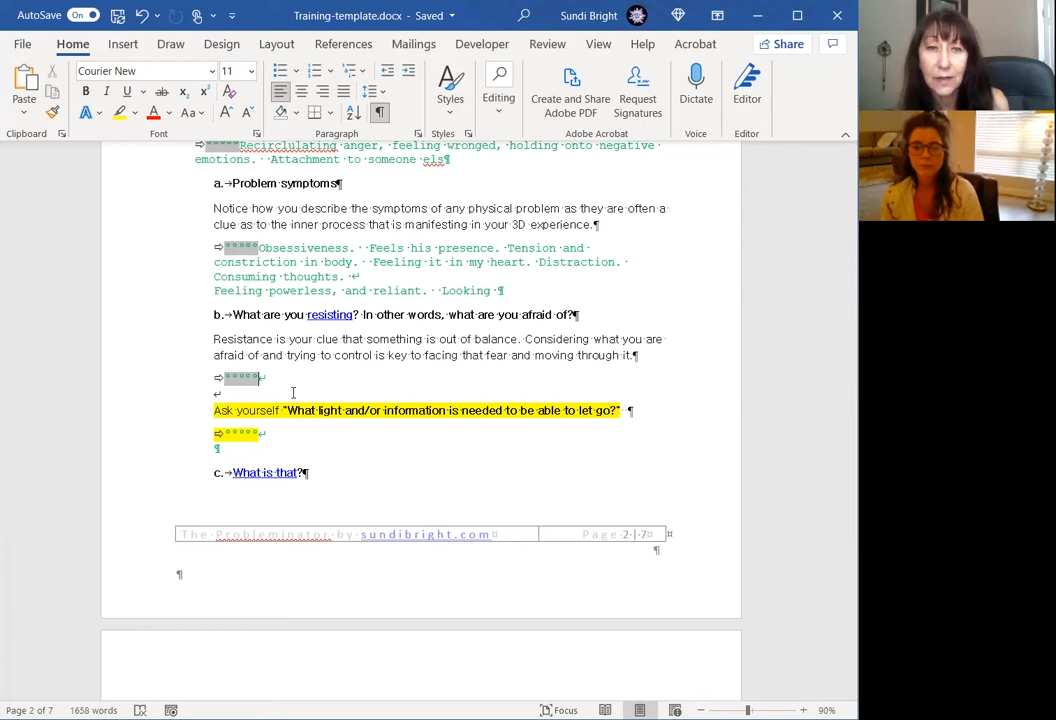 AutoSave On Training-template.docx - Saved Sundi Bright
File Home Insert Draw Design Layout References Mailings Developer Review View Help Acrobat Share
Paste Courier New 11 Styles Editing Create and Share Adobe PDF Request Signatures Dictate Editor
Clipboard Font Paragraph Styles Adobe Acrobat Editor
Recirclulating anger, feeling wronged, holding onto negative
emotions. Attachment to someone els
a. Problem symptoms
Notice how you describe the symptoms of any physical problem as they are often a
clue as to the inner process that is manifesting in your 3D experience.
Obsessiveness. Feels his presence. Tension and
constriction in body. Feeling it in my heart. Distraction.
Consuming thoughts.
Feeling powerless, and reliant. Looking
b. What are you resisting? In other words, what are you afraid of?
Resistance is your clue that something is out of balance. Considering what you are
afraid of and trying to control is key to facing that fear and moving through it.
Ask yourself "What light and/or information is needed to be able to let go?"
c. What is that?
The Probleminator by sundibright.com Page 2 | 7
Page 2 of 7 1658 words Focus 90%